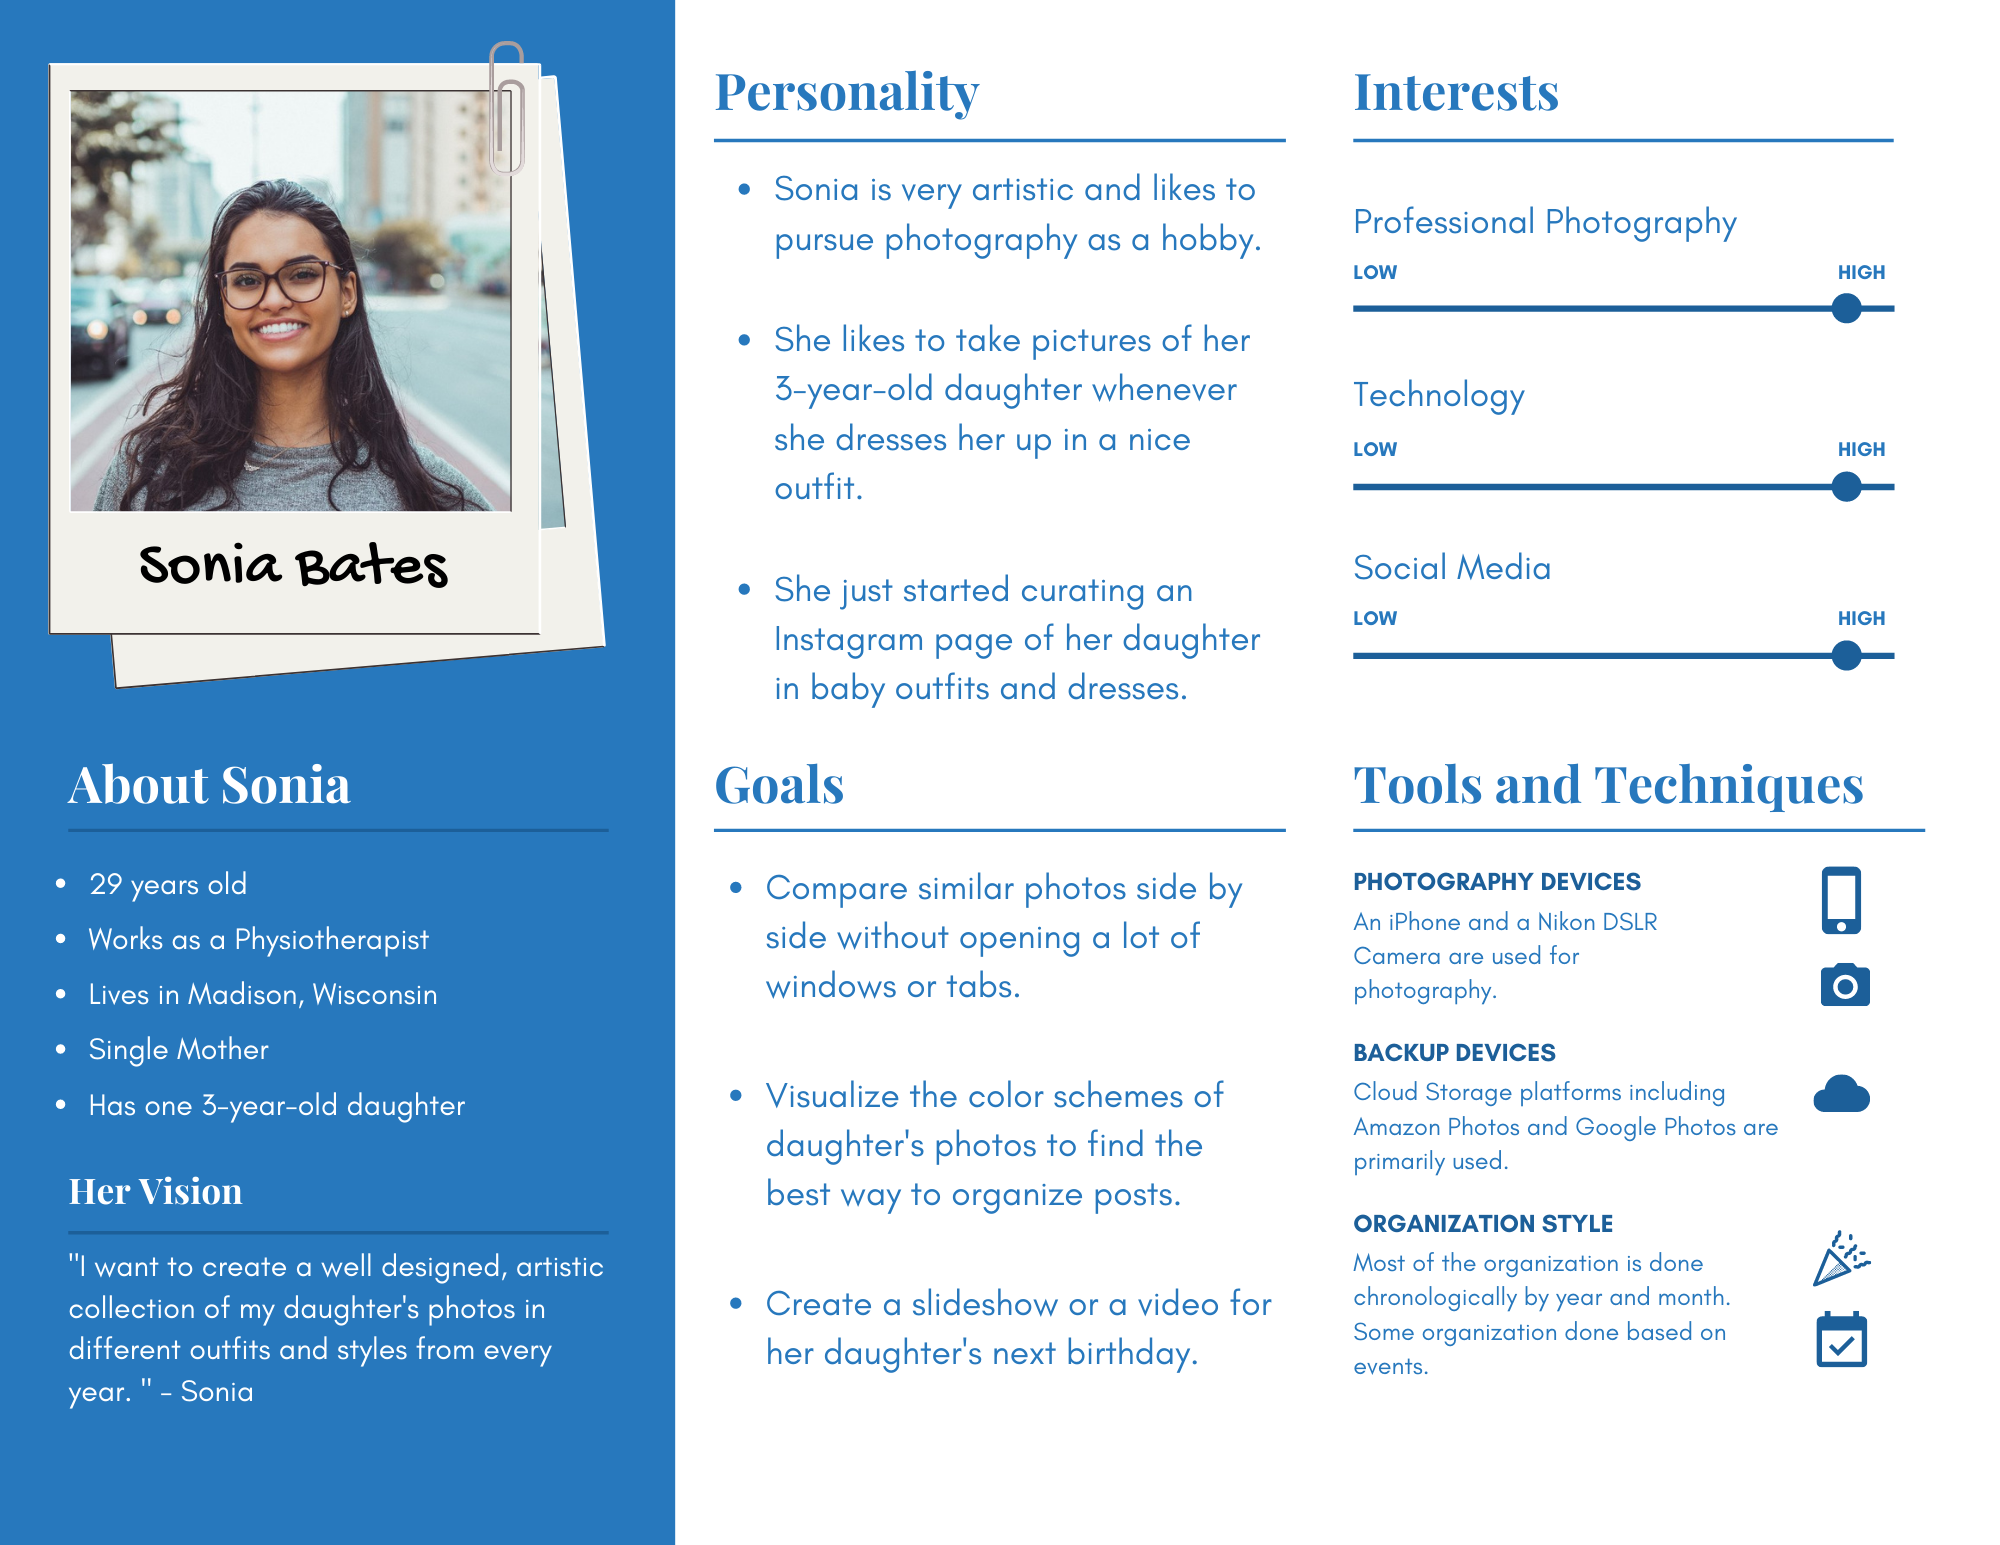 Sonia Bates
About Sonia
29 years old
Works as a Physiotherapist
Lives in Madison, Wisconsin
Single Mother
Has one 3-year-old daughter
Her Vision
"I want to create a well designed, artistic
collection of my daughter's photos in
different outfits and styles from every
year. " - Sonia
Personality
Sonia is very artistic and likes to
pursue photography as a hobby.
She likes to take pictures of her
3-year-old daughter whenever
she dresses her up in a nice
outfit.
She just started curating an
Instagram page of her daughter
in baby outfits and dresses.
Goals
Compare similar photos side by
side without opening a lot of
windows or tabs.
Visualize the color schemes of
daughter's photos to find the
best way to organize posts.
Create a slideshow or a video for
her daughter's next birthday.
Interests
Professional Photography
LOW HIGH
Technology
LOW HIGH
Social Media
LOW HIGH
Tools and Techniques
PHOTOGRAPHY DEVICES
An iPhone and a Nikon DSLR
Camera are used for
photography.
BACKUP DEVICES
Cloud Storage platforms including
Amazon Photos and Google Photos are
primarily used.
ORGANIZATION STYLE
Most of the organization is done
chronologically by year and month.
Some organization done based on
events.